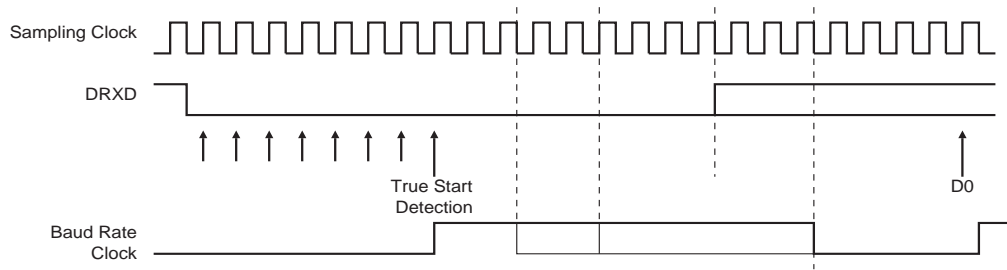 Sampling Clock
DRXD
True Start
Detection
D0
Baud Rate
Clock